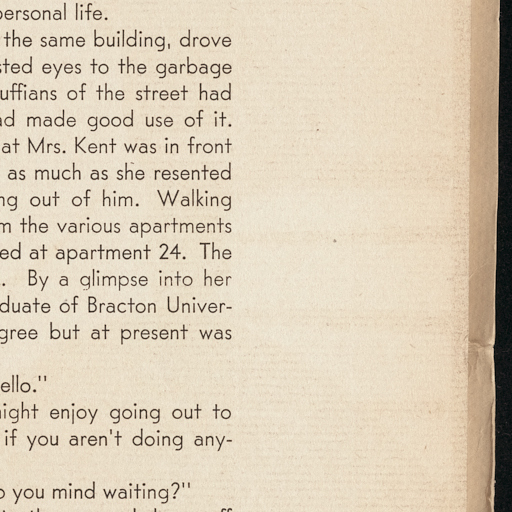 personal life.
the same building, drove
sted eyes to the garbage
uffians of the street had
ad made good use of it.
at Mrs. Kent was in front
as much as she resented
ng out of him. Walking
m the various apartments
ed at apartment 24. The
. By a glimpse into her
duate of Bracton Univer-
gree but at present was
ello."
night enjoy going out to
if you aren't doing any-
o you mind waiting?"